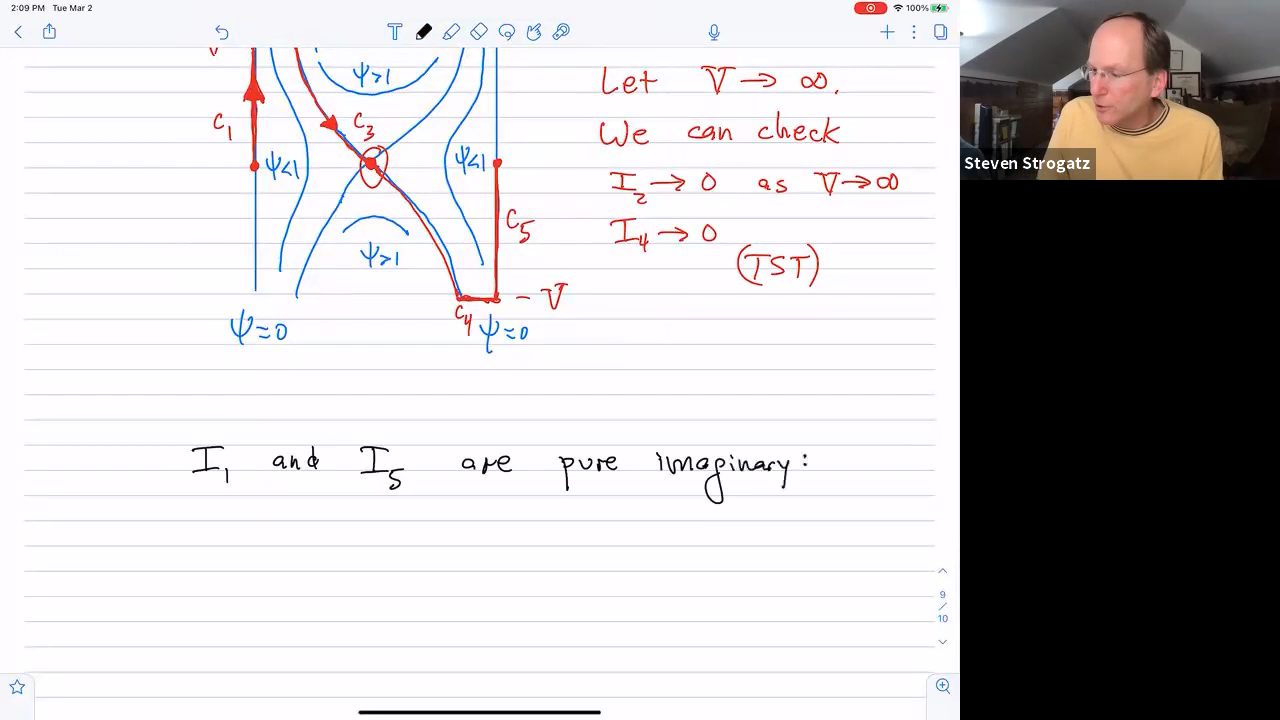 2:09 PM Tue Mar 2
100%
Ψ>1
Let V → ∞.
C₁
C₃
We can check
Ψ<1
Ψ<1
I₂ → 0 as V → ∞
C₅
I₄ → 0
Ψ>1
(TST)
Steven Strogatz
- V
C₄
Ψ=0
Ψ=0
I₁ and I₅ are pure imaginary:
9
/
10